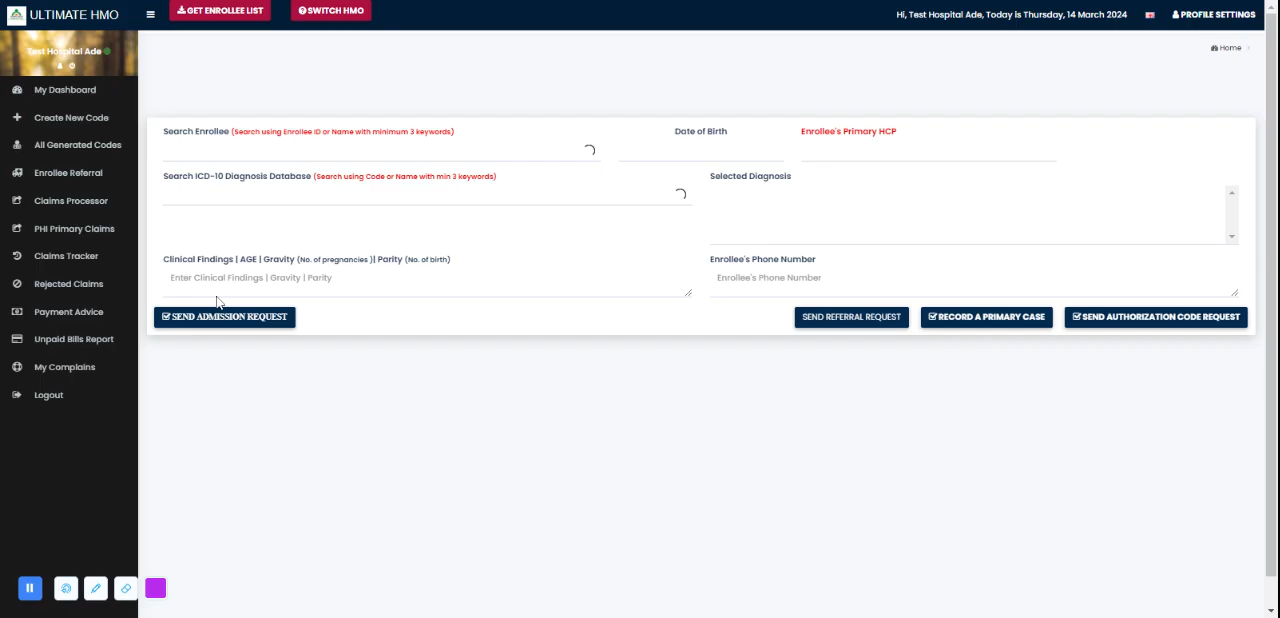 ULTIMATE HMO
GET ENROLLEE LIST
SWITCH HMO
Hi, Test Hospital Ade, Today is Thursday, 14 March 2024
PROFILE SETTINGS
Test Hospital Ade
Home
My Dashboard
Create New Code
All Generated Codes
Enrollee Referral
Claims Processor
PHI Primary Claims
Claims Tracker
Rejected Claims
Payment Advice
Unpaid Bills Report
My Complains
Logout
Search Enrollee (Search using Enrollee ID or Name with minimum 3 keywords)
Date of Birth
Enrollee's Primary HCP
Search ICD-10 Diagnosis Database (Search using Code or Name with min 3 keywords)
Selected Diagnosis
Clinical Findings | AGE | Gravity (No. of pregnancies )| Parity (No. of birth)
Enrollee's Phone Number
Enter Clinical Findings | Gravity | Parity
Enrollee's Phone Number
SEND ADMISSION REQUEST
SEND REFERRAL REQUEST
RECORD A PRIMARY CASE
SEND AUTHORIZATION CODE REQUEST